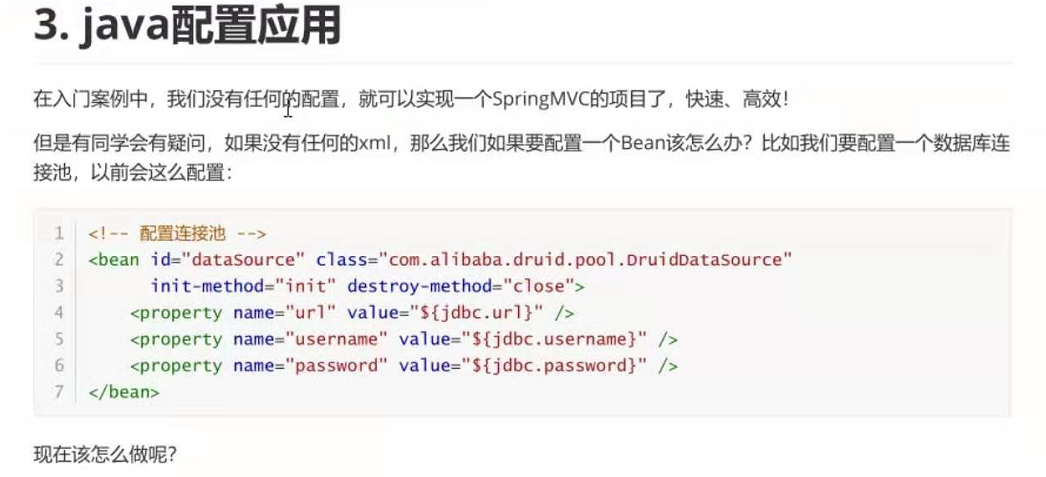 3. java配置应用
在入门案例中，我们没有任何的配置，就可以实现一个SpringMVC的项目了，快速、高效！
但是有同学会有疑问，如果没有任何的xml，那么我们如果要配置一个Bean该怎么办？比如我们要配置一个数据库连
接池，以前会这么配置：
1 <!-- 配置连接池 -->
2 <bean id="dataSource" class="com.alibaba.druid.pool.DruidDataSource"
3 init-method="init" destroy-method="close">
4 <property name="url" value="${jdbc.url}" />
5 <property name="username" value="${jdbc.username}" />
6 <property name="password" value="${jdbc.password}" />
7 </bean>
现在该怎么做呢？